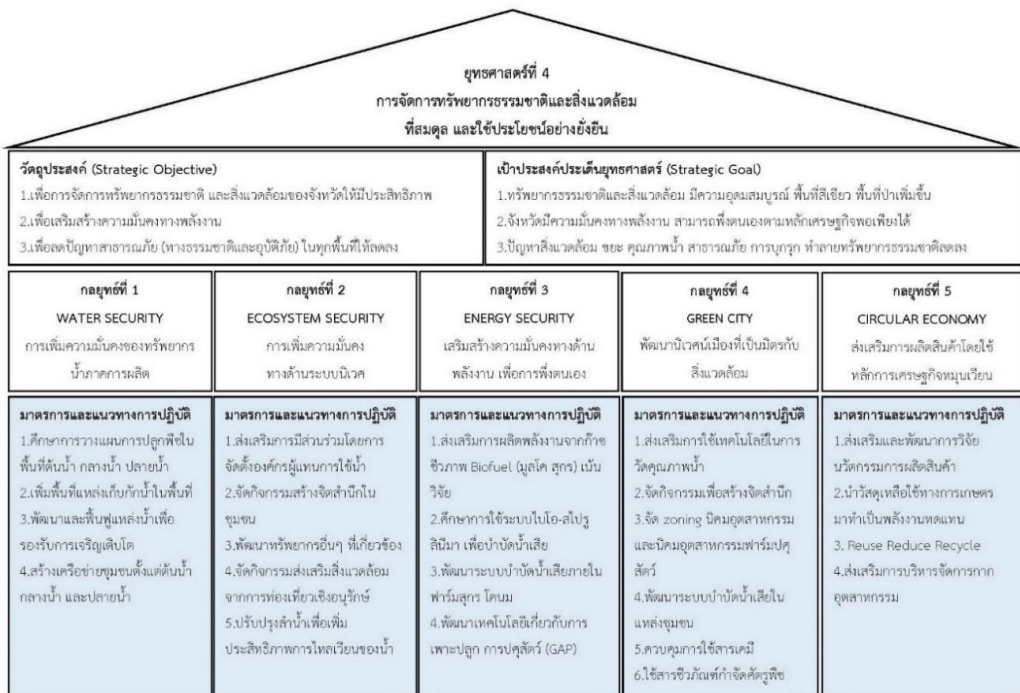 ยุทธศาสตร์ที่ 4
การจัดการทรัพยากรธรรมชาติและสิ่งแวดล้อม
ที่สมดุล และใช้ประโยชน์อย่างยั่งยืน
วัตถุประสงค์ (Strategic Objective)
1.เพื่อการจัดการทรัพยากรธรรมชาติ และสิ่งแวดล้อมของจังหวัดให้มีประสิทธิภาพ
2.เพื่อเสริมสร้างความมั่นคงทางพลังงาน
3.เพื่อลดปัญหาสาธารณภัย (ทางธรรมชาติและอุบัติภัย) ในทุกพื้นที่ให้ลดลง
เป้าประสงค์ประเด็นยุทธศาสตร์ (Strategic Goal)
1.ทรัพยากรธรรมชาติและสิ่งแวดล้อม มีความอุดมสมบูรณ์ พื้นที่สีเขียว พื้นที่ป่าเพิ่มขึ้น
2.จังหวัดมีความมั่นคงทางพลังงาน สามารถพึ่งตนเองตามหลักเศรษฐกิจพอเพียงได้
3.ปัญหาสิ่งแวดล้อม ขยะ คุณภาพน้ำ สาธารณภัย การบุกรุก ทำลายทรัพยากรธรรมชาติลดลง
กลยุทธ์ที่ 1
WATER SECURITY
การเพิ่มความมั่นคงของทรัพยากร
น้ำภาคการผลิต
กลยุทธ์ที่ 2
ECOSYSTEM SECURITY
การเพิ่มความมั่นคง
ทางด้านระบบนิเวศ
กลยุทธ์ที่ 3
ENERGY SECURITY
เสริมสร้างความมั่นคงทางด้าน
พลังงาน เพื่อการพึ่งตนเอง
กลยุทธ์ที่ 4
GREEN CITY
พัฒนานิเวศน์เมืองที่เป็นมิตรกับ
สิ่งแวดล้อม
กลยุทธ์ที่ 5
CIRCULAR ECONOMY
ส่งเสริมการผลิตสินค้าโดยใช้
หลักการเศรษฐกิจหมุนเวียน
มาตรการและแนวทางการปฏิบัติ
1.ศึกษาการวางแผนการปลูกพืชใน
พื้นที่ต้นน้ำ กลางน้ำ ปลายน้ำ
2.เพิ่มพื้นที่แหล่งเก็บกักน้ำในพื้นที่
3.พัฒนาและฟื้นฟูแหล่งน้ำเพื่อ
รองรับการเจริญเติบโต
4.สร้างเครือข่ายชุมชนตั้งแต่ต้นน้ำ
กลางน้ำ และปลายน้ำ
มาตรการและแนวทางการปฏิบัติ
1.ส่งเสริมการมีส่วนร่วมโดยการ
จัดตั้งองค์กรผู้แทนการใช้น้ำ
2.จัดกิจกรรมสร้างจิตสำนึกใน
ชุมชน
3.พัฒนาทรัพยากรอื่นๆ ที่เกี่ยวข้อง
4.จัดกิจกรรมส่งเสริมสิ่งแวดล้อม
จากการท่องเที่ยวเชิงอนุรักษ์
5.ปรับปรุงลำน้ำเพื่อเพิ่ม
ประสิทธิภาพการไหลเวียนของน้ำ
มาตรการและแนวทางการปฏิบัติ
1.ส่งเสริมการผลิตพลังงานจากก๊าซ
ชีวภาพ Biofuel (มูลโค สุกร) เน้น
วิจัย
2.ศึกษาการใช้ระบบไบโอ-สไปรู
ลินีมา เพื่อบำบัดน้ำเสีย
3.พัฒนาระบบบำบัดน้ำเสียภายใน
ฟาร์มสุกร โคนม
4.พัฒนาเทคโนโลยีเกี่ยวกับการ
เพาะปลูก การปศุสัตว์ (GAP)
มาตรการและแนวทางการปฏิบัติ
1.ส่งเสริมการใช้เทคโนโลยีในการ
วัดคุณภาพน้ำ
2.จัดกิจกรรมเพื่อสร้างจิตสำนึก
3.จัด zoning นิคมอุตสาหกรรม
และนิคมอุตสาหกรรมฟาร์มปศุ
สัตว์
4.พัฒนาระบบบำบัดน้ำเสียใน
แหล่งชุมชน
5.ควบคุมการใช้สารเคมี
6.ใช้สารชีวภัณฑ์กำจัดศัตรูพืช
มาตรการและแนวทางการปฏิบัติ
1.ส่งเสริมและพัฒนาการวิจัย
นวัตกรรมการผลิตสินค้า
2.นำวัสดุเหลือใช้ทางการเกษตร
มาทำเป็นพลังงานทดแทน
3. Reuse Reduce Recycle
4.ส่งเสริมการบริหารจัดการกาก
อุตสาหกรรม